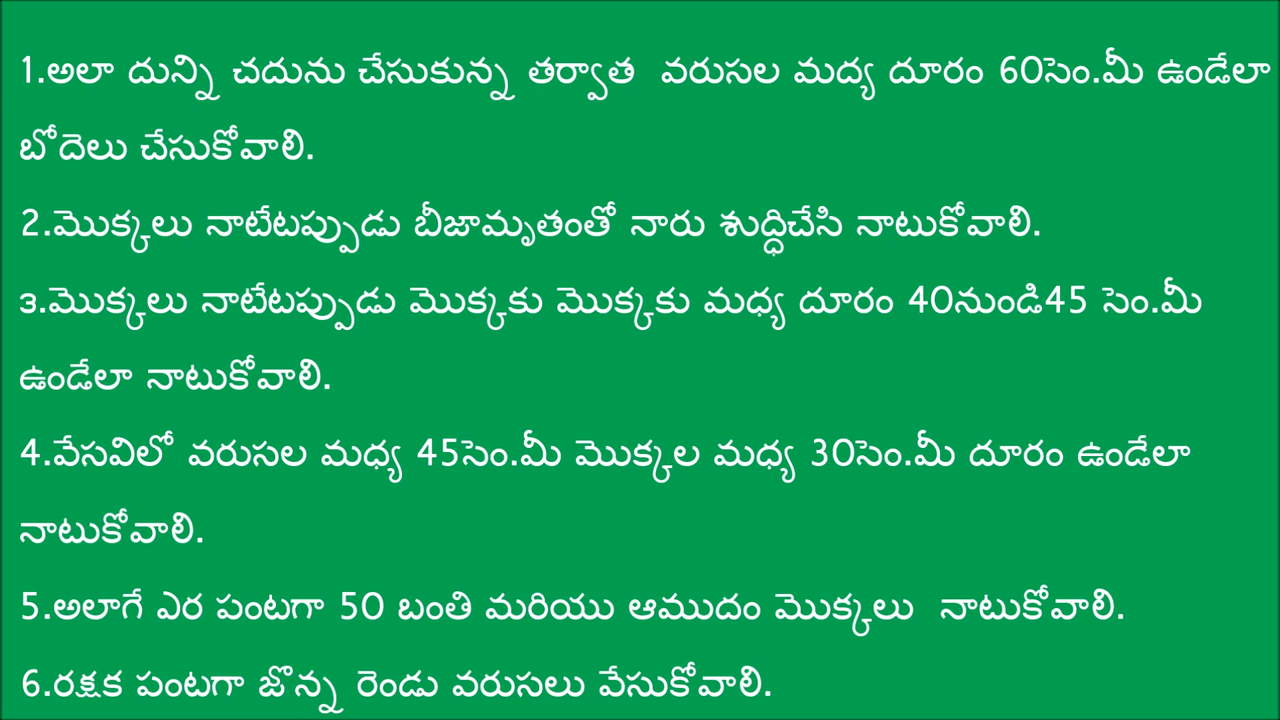 1.అలా దున్ని చదును చేసుకున్న తర్వాత వరుసల మద్య దూరం 60సెం.మీ ఉండేలా
బోదెలు చేసుకోవాలి.
2.మొక్కలు నాటేటప్పుడు బీజామృతంతో నారు శుద్ధిచేసి నాటుకోవాలి.
3.మొక్కలు నాటేటప్పుడు మొక్కకు మొక్కకు మధ్య దూరం 40నుండి45 సెం.మీ
ఉండేలా నాటుకోవాలి.
4.వేసవిలో వరుసల మధ్య 45సెం.మీ మొక్కల మధ్య 30సెం.మీ దూరం ఉండేలా
నాటుకోవాలి.
5.అలాగే ఎర పంటగా 50 బంతి మరియు ఆముదం మొక్కలు నాటుకోవాలి.
6.రక్షక పంటగా జొన్న రెండు వరుసలు వేసుకోవాలి.